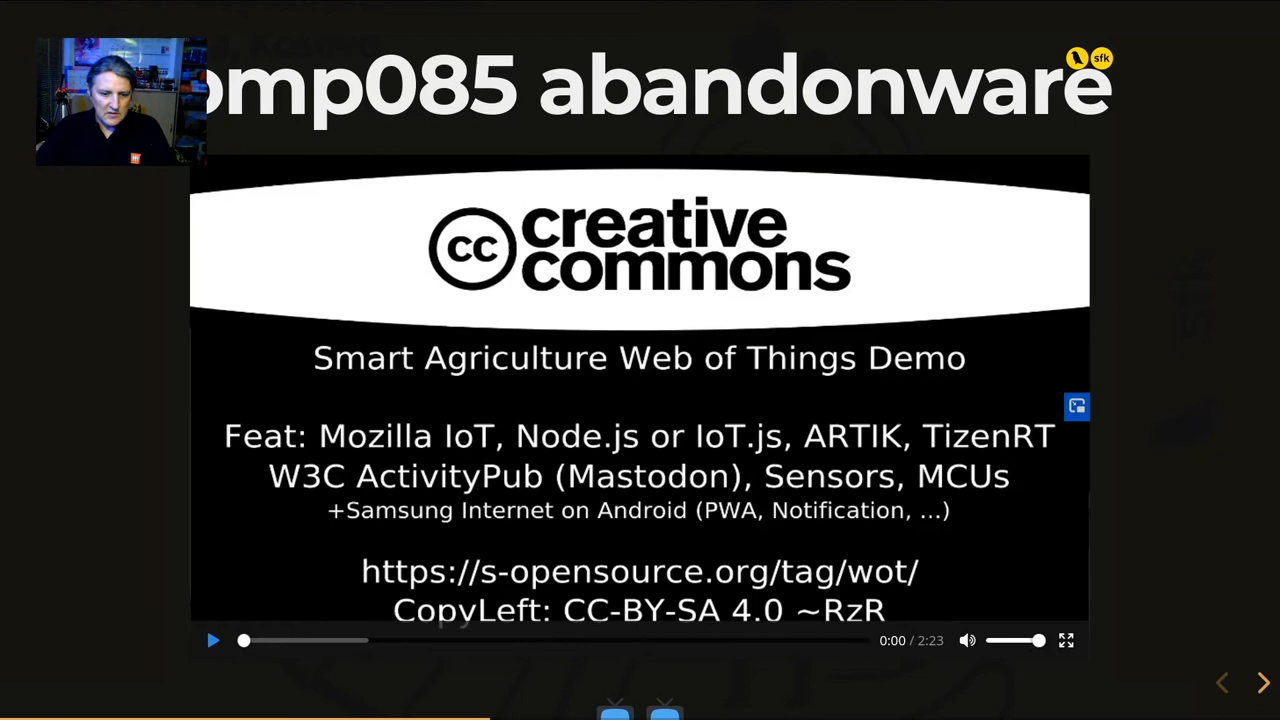 omp085 abandonware
sfk
cc creative
commons
Smart Agriculture Web of Things Demo
Feat: Mozilla IoT, Node.js or IoT.js, ARTIK, TizenRT
W3C ActivityPub (Mastodon), Sensors, MCUs
+Samsung Internet on Android (PWA, Notification, ...)
https://s-opensource.org/tag/wot/
CopyLeft: CC-BY-SA 4.0 ~RzR
0:00 / 2:23